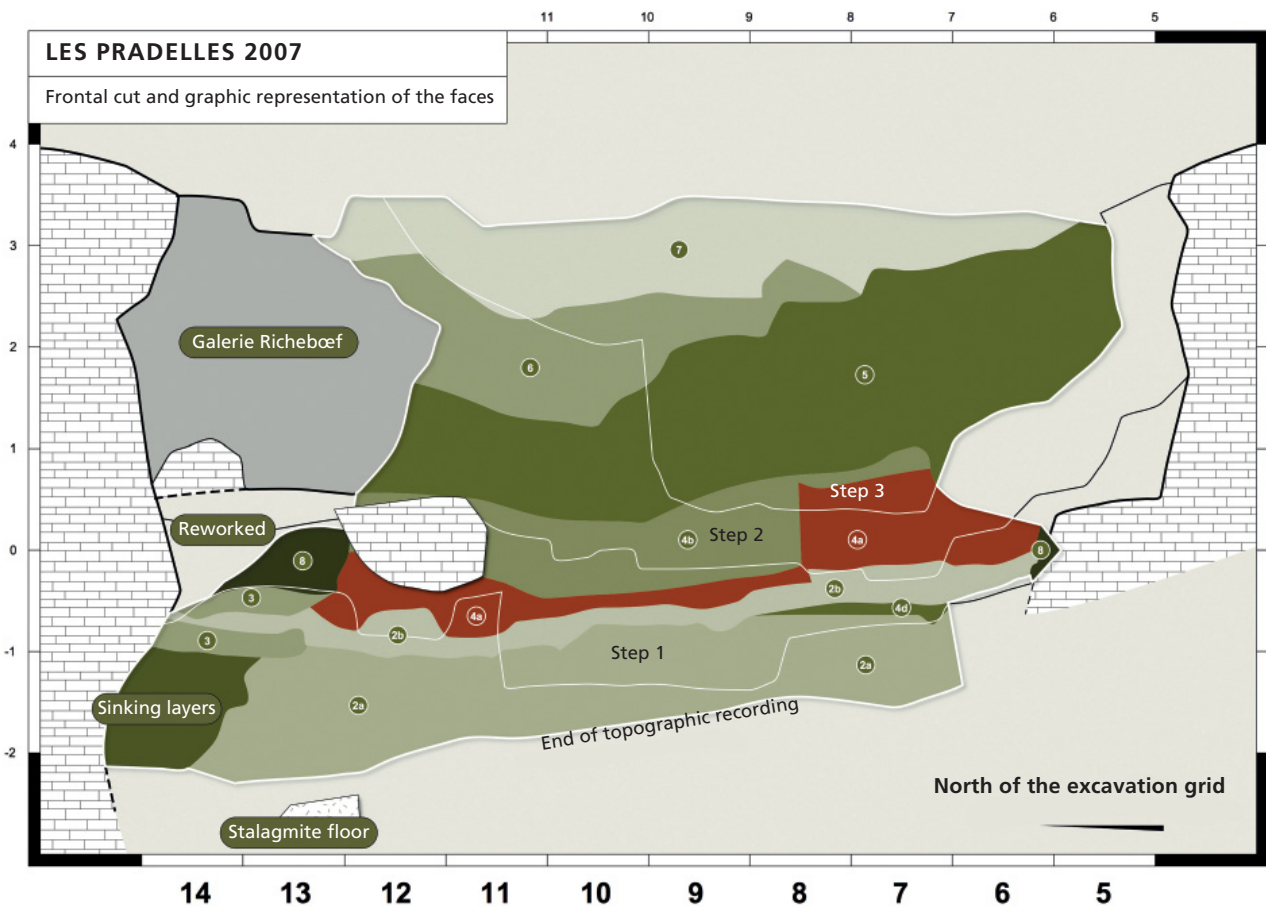 11 10 9 8 7 6 5
LES PRADELLES 2007
Frontal cut and graphic representation of the faces
4
3
7
2
Galerie Richebœf
6
5
1
Step 3
Reworked
0
4b
Step 2
4a
8
8
3
2b
4d
4a
3
2b
-1
Step 1
2a
Sinking layers
2a
End of topographic recording
-2
North of the excavation grid
Stalagmite floor
14 13 12 11 10 9 8 7 6 5